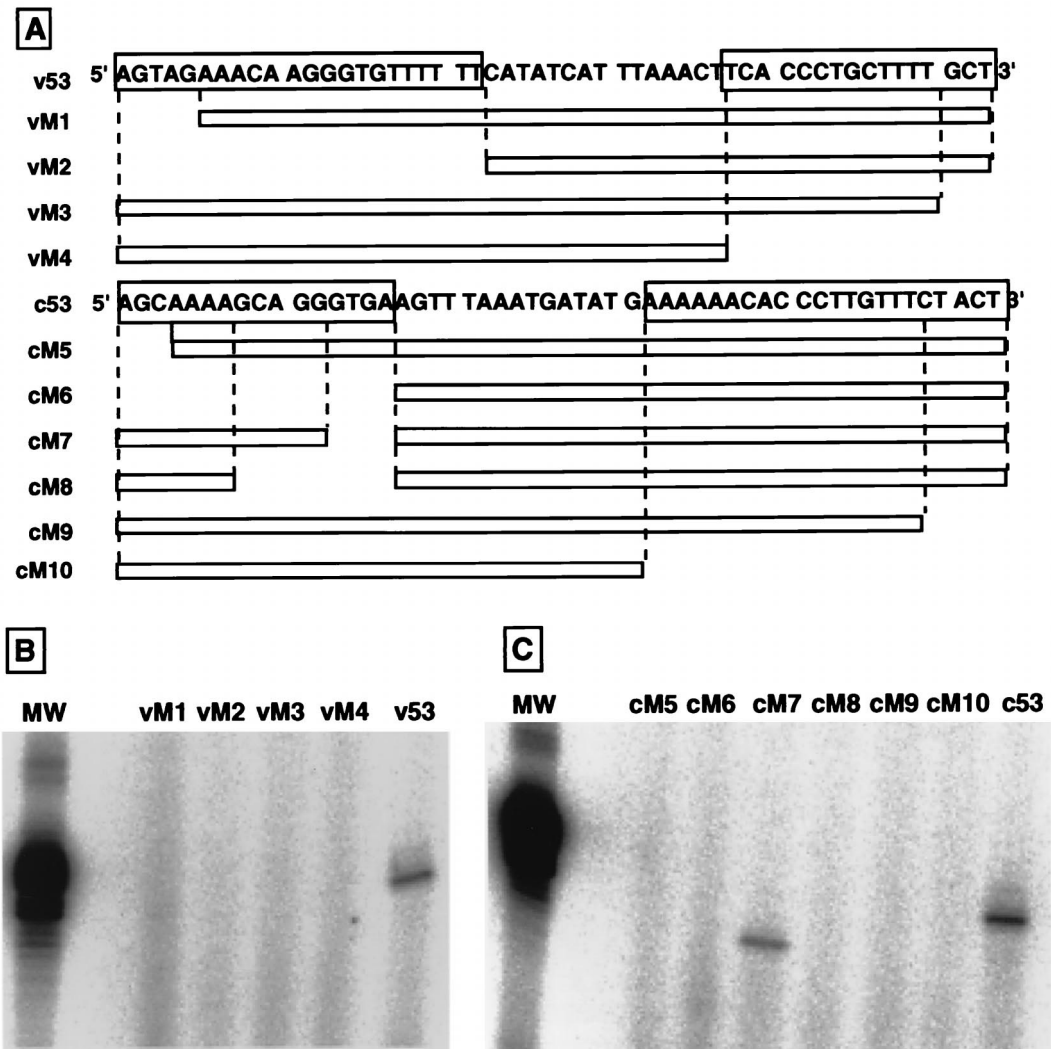 A
v53 5' AGTAGAAACA AGGGTGTTTT TTCATATCAT TTAAACTTCA CCCTGCTTTT GCT 3'
vM1
vM2
vM3
vM4
c53 5' AGCAAAAGCA GGGTGAAGTT TAAATGATAT GAAAAAACAC CCTTGTTTCT ACT 3'
cM5
cM6
cM7
cM8
cM9
cM10
B
MW vM1 vM2 vM3 vM4 v53
C
MW cM5 cM6 cM7 cM8 cM9 cM10 c53